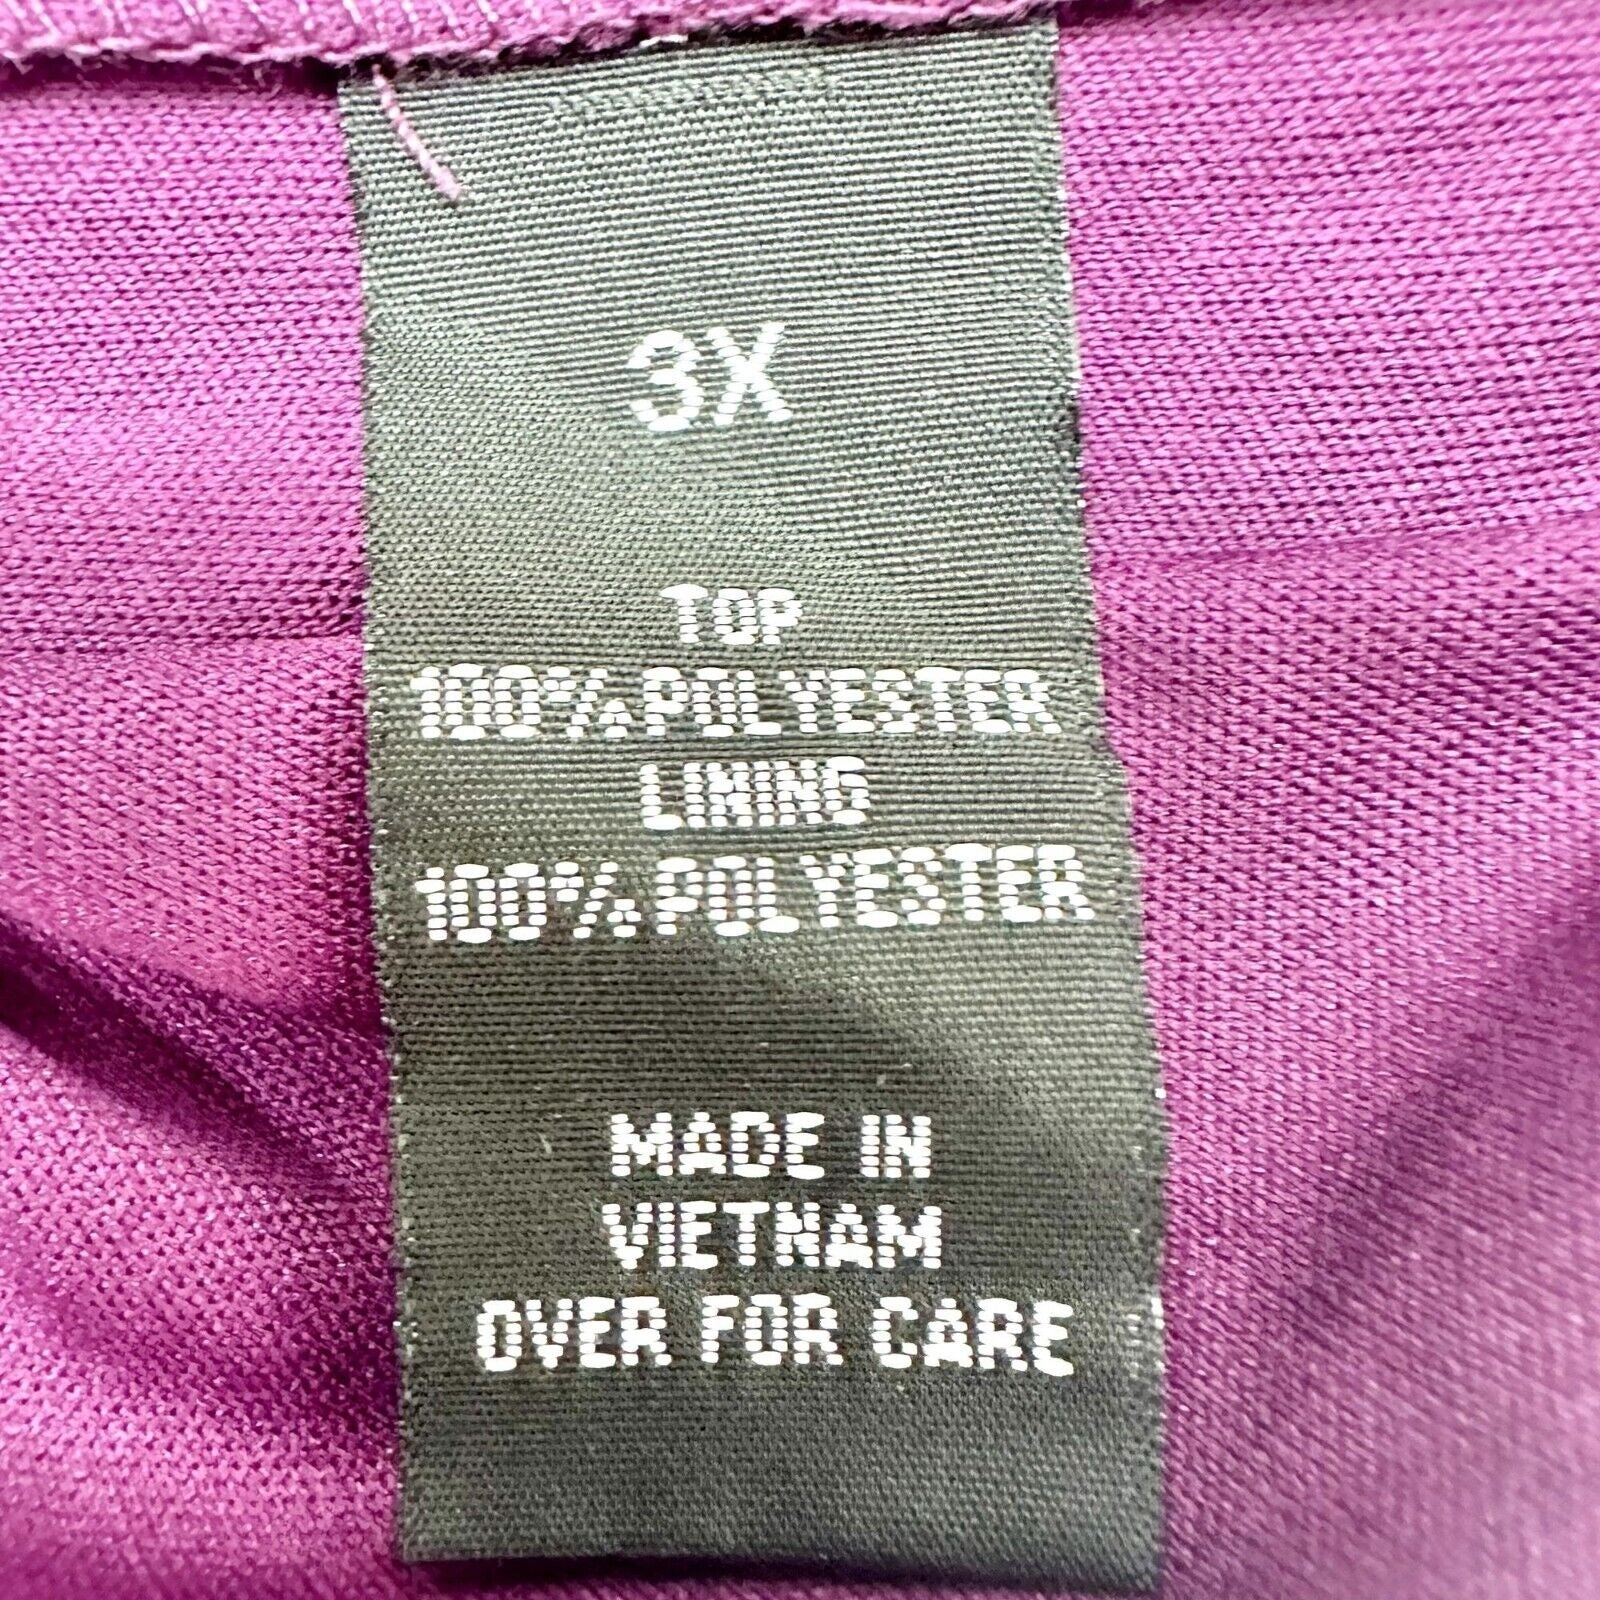 3X
TOP
100%POLYESTER
LINING
100%POLYESTER
MADE IN
VIETNAM
OVER FOR CARE